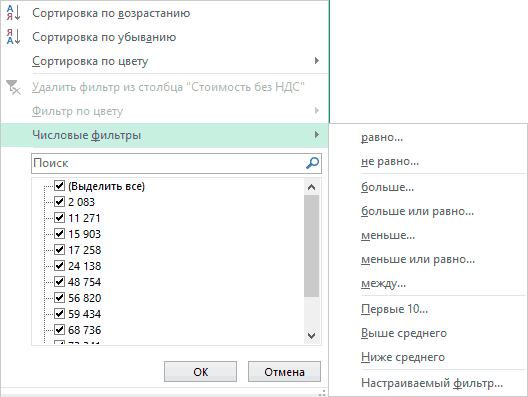 Сортировка по возрастанию
Сортировка по убыванию
Сортировка по цвету
Удалить фильтр из столбца "Стоимость без НДС"
Фильтр по цвету
Числовые фильтры
Поиск
(Выделить все)
2 083
11 271
15 903
17 258
24 138
48 754
56 820
59 434
68 736
ОК
Отмена
равно...
не равно...
больше...
больше или равно...
меньше...
меньше или равно...
между...
Первые 10...
Выше среднего
Ниже среднего
Настраиваемый фильтр...